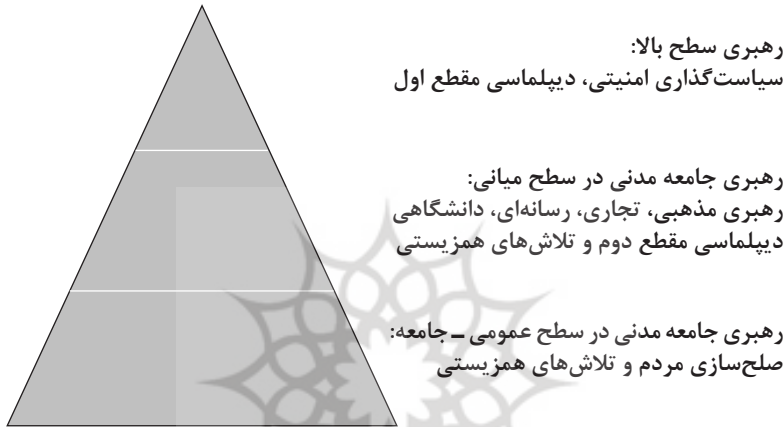 رهبری سطح بالا:
سیاست‌گذاری امنیتی، دیپلماسی مقطع اول
رهبری جامعه مدنی در سطح میانی:
رهبری مذهبی، تجاری، رسانه‌ای، دانشگاهی
دیپلماسی مقطع دوم و تلاش‌های همزیستی
رهبری جامعه مدنی در سطح عمومی ـ جامعه:
صلح‌سازی مردم و تلاش‌های همزیستی